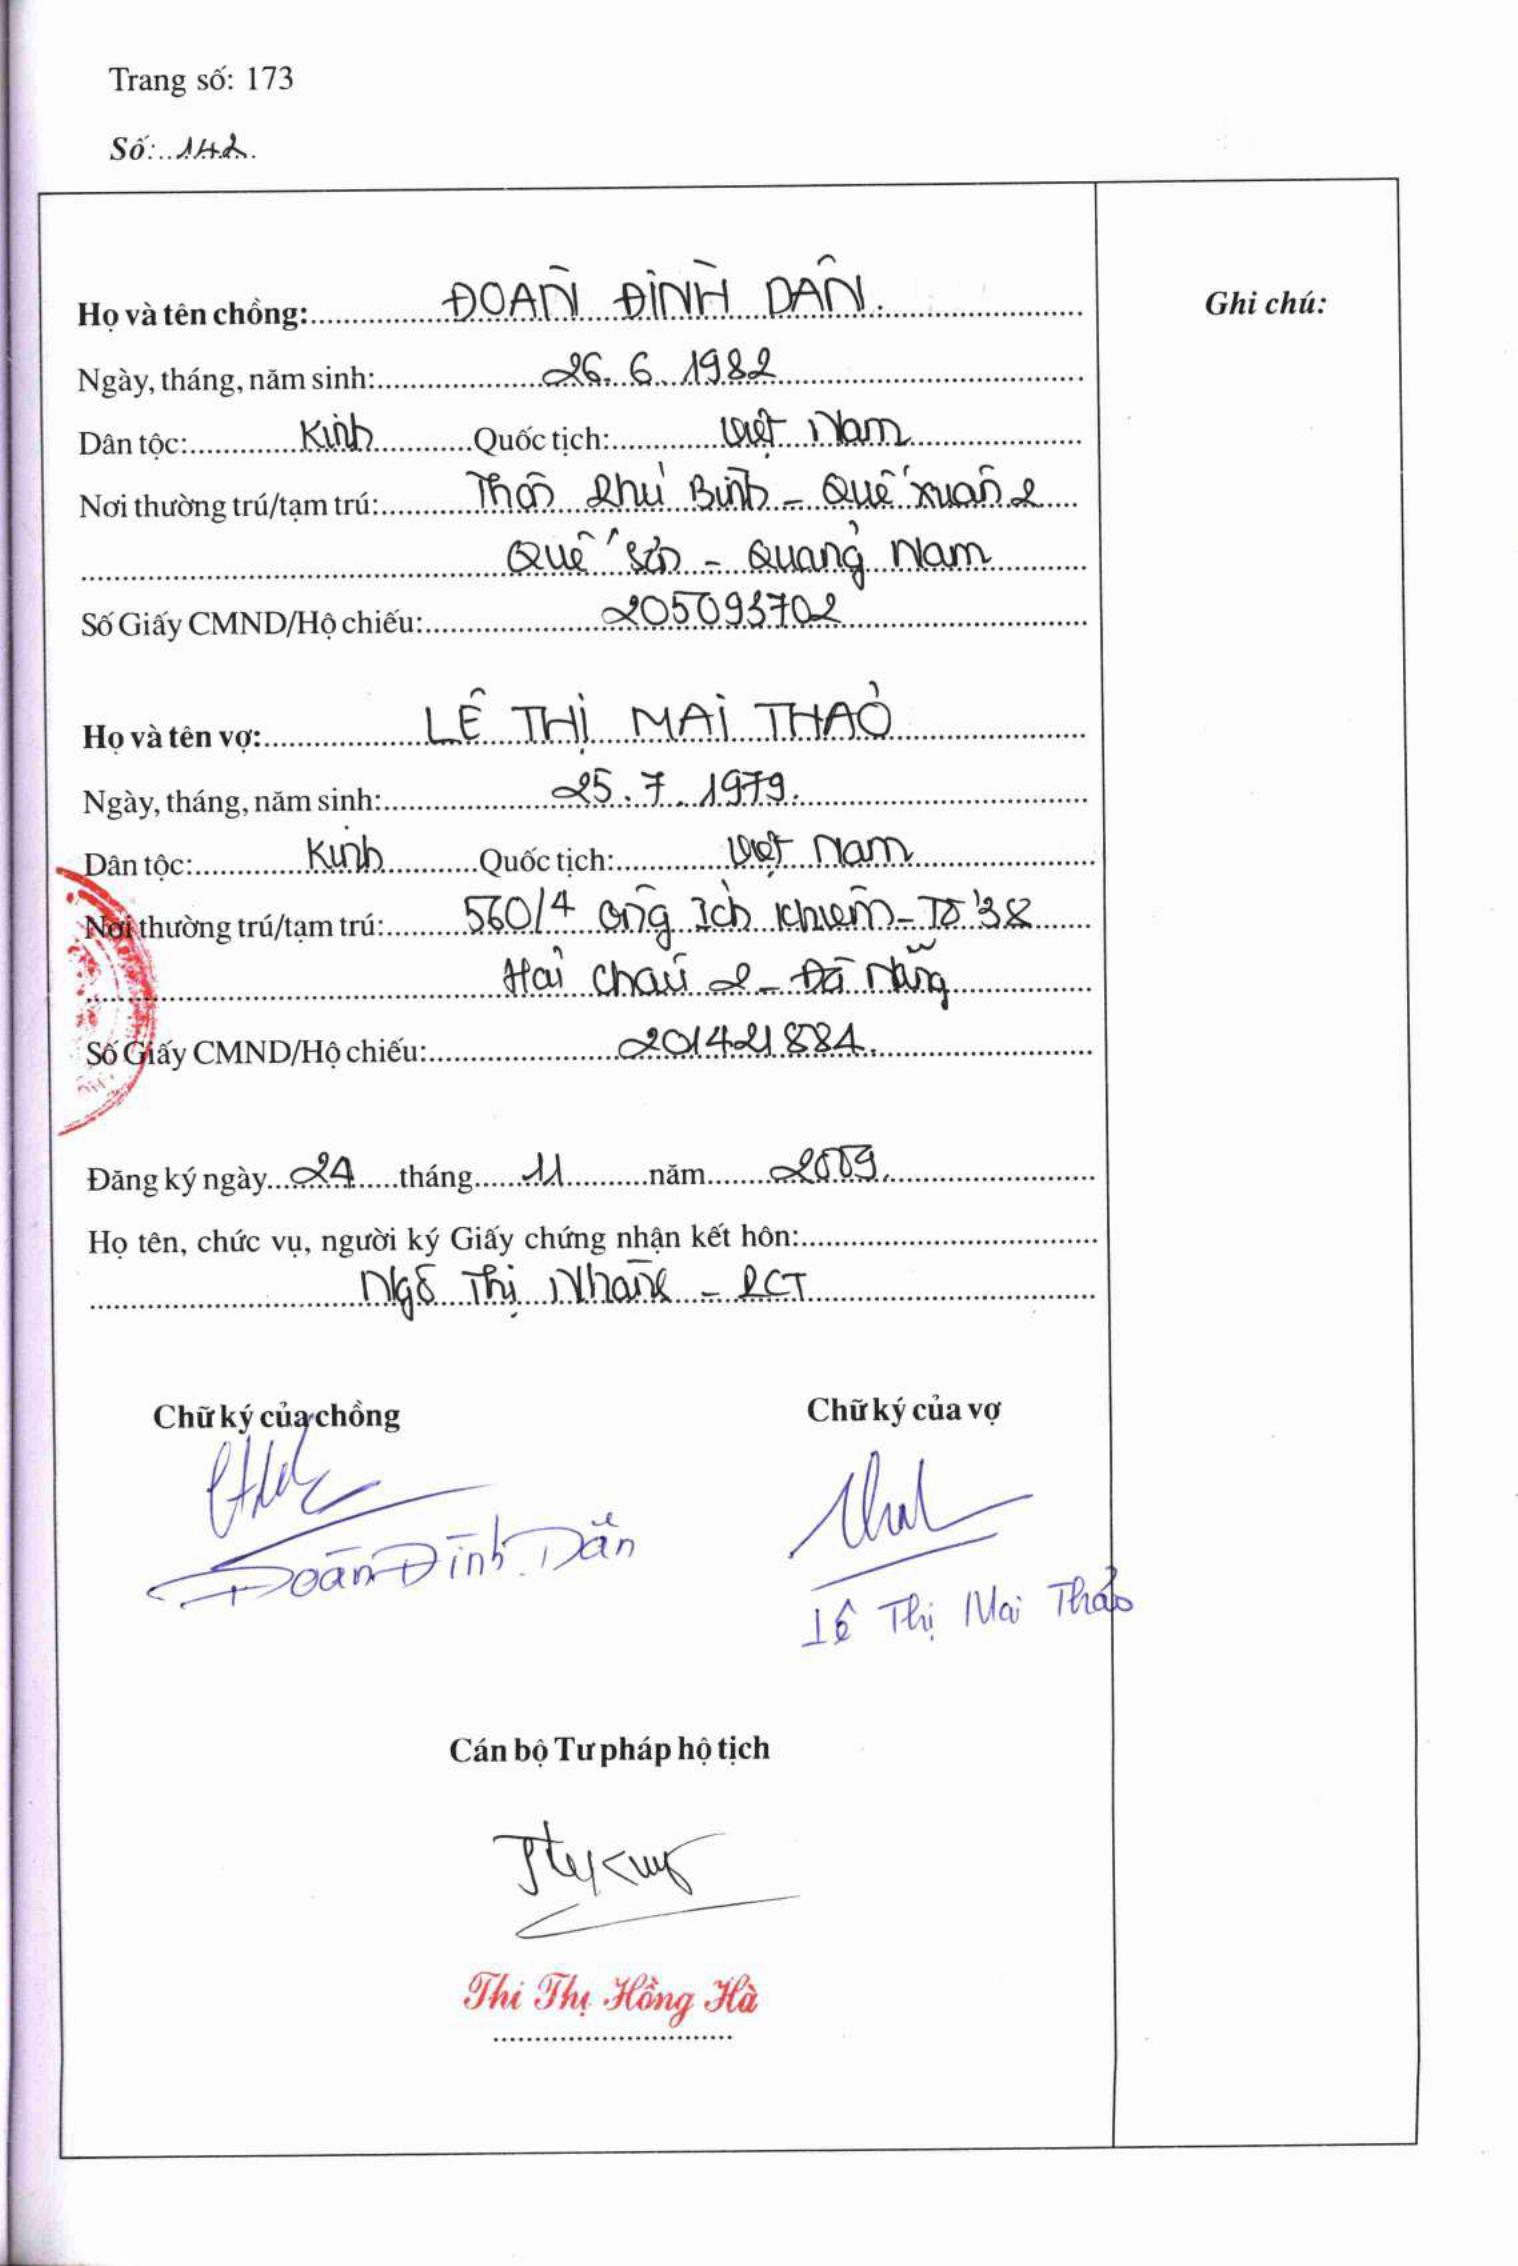 Trang số: 173
Số: 142
Họ và tên chồng: ĐOÀN ĐÌNH DÂN
Ghi chú:
Ngày, tháng, năm sinh: 26.6.1982
Dân tộc: Kinh Quốc tịch: Việt Nam
Nơi thường trú/tạm trú: Thôn Phú Bình - Quế Xuân 2
Quế Sơn - Quảng Nam
Số Giấy CMND/Hộ chiếu: 205093702
Họ và tên vợ: LÊ THỊ MAI THẢO
Ngày, tháng, năm sinh: 25.7.1979
Dân tộc: Kinh Quốc tịch: Việt Nam
Nơi thường trú/tạm trú: 560/4 Ông Ích Khiêm - Tổ 38
Hải Châu 2 - Đà Nẵng
Số Giấy CMND/Hộ chiếu: 201421884
Đăng ký ngày 24 tháng 11 năm 2009
Họ tên, chức vụ, người ký Giấy chứng nhận kết hôn:
Ngô Thị - PCT
Chữ ký của chồng Chữ ký của vợ
Đoàn Đình Dân
Lê Thị Mai Thảo
Cán bộ Tư pháp hộ tịch
Thi Thị Hồng Hà